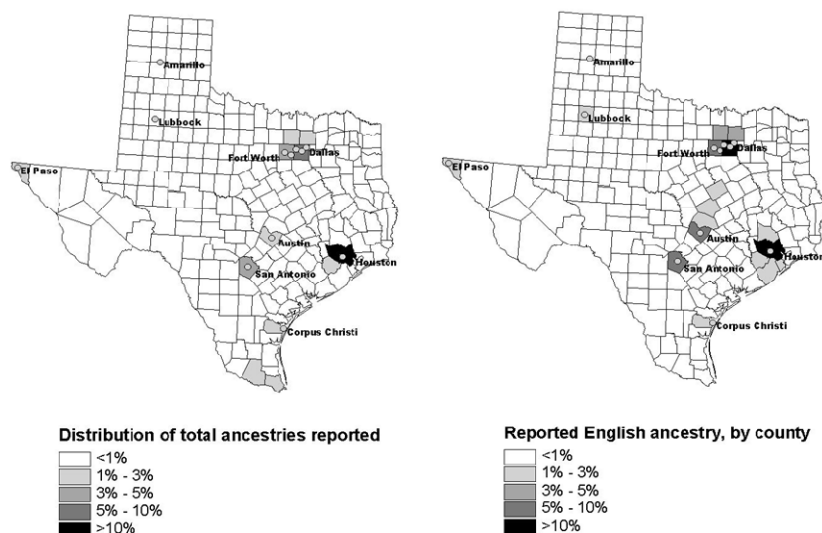 Amarillo
Lubbock
Fort Worth
Dallas
El Paso
Austin
Houston
San Antonio
Corpus Christi
Distribution of total ancestries reported
<1%
1% - 3%
3% - 5%
5% - 10%
>10%
Amarillo
Lubbock
Fort Worth
Dallas
El Paso
Austin
Houston
San Antonio
Corpus Christi
Reported English ancestry, by county
<1%
1% - 3%
3% - 5%
5% - 10%
>10%